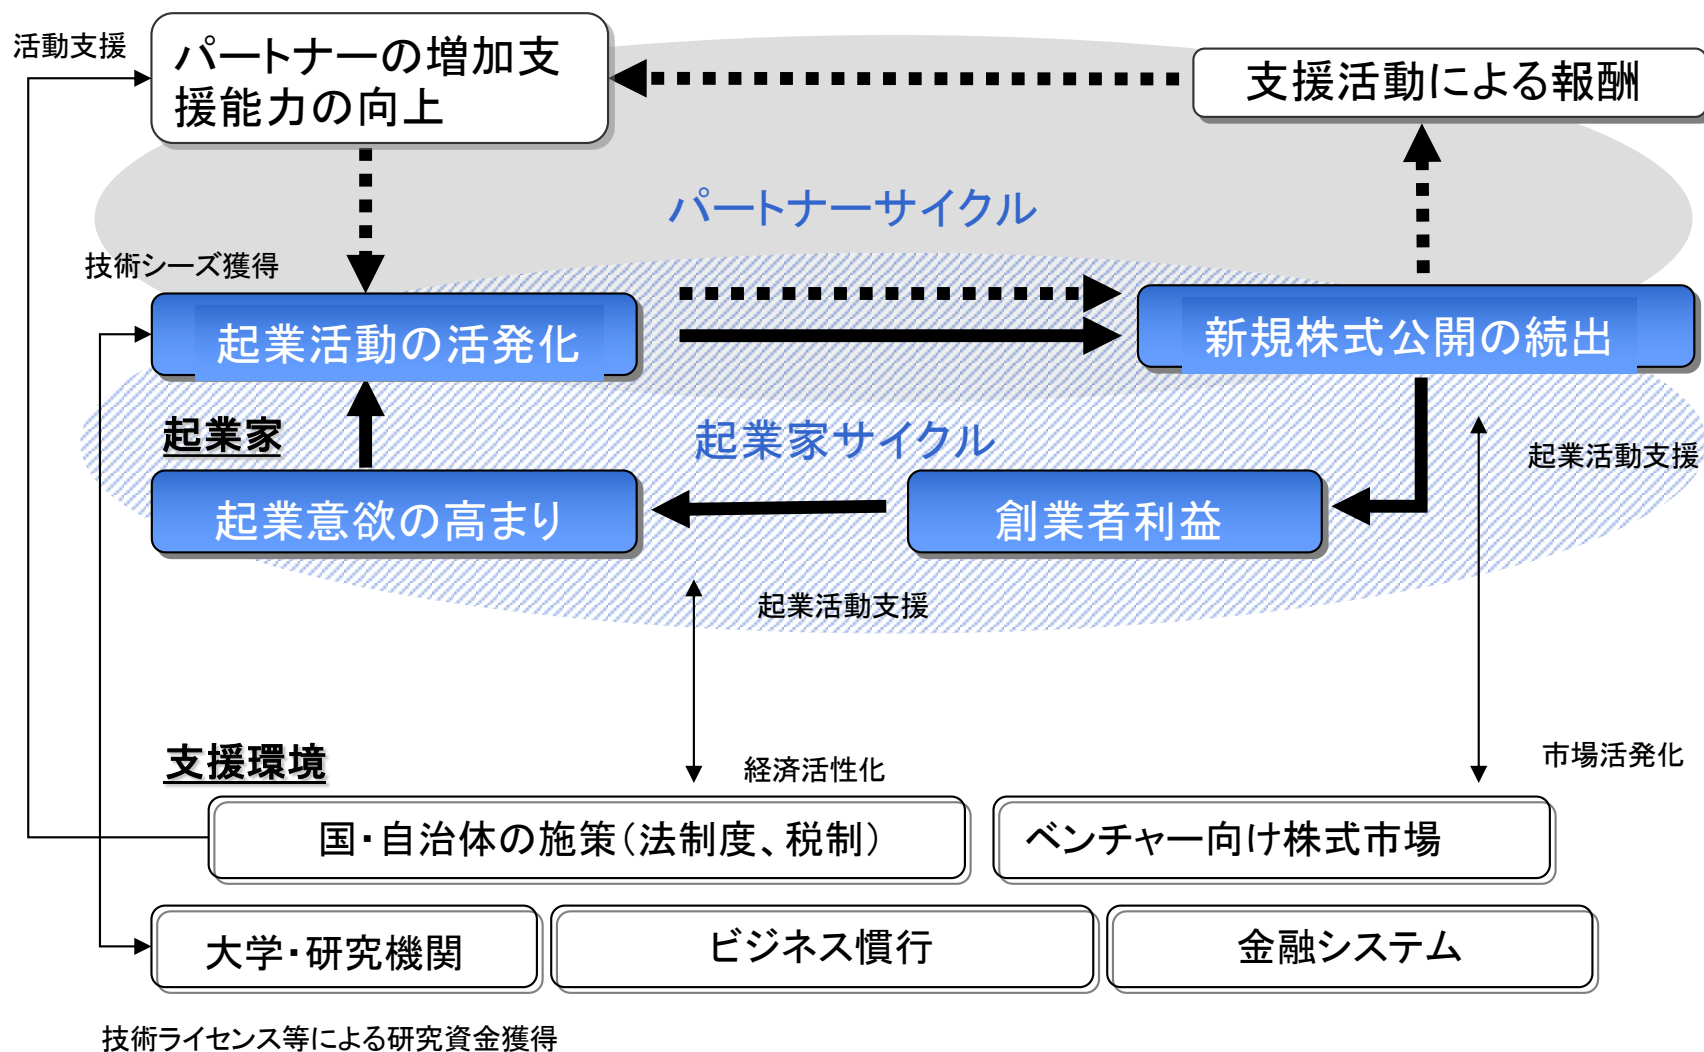 活動支援
パートナーの増加支
援能力の向上
支援活動による報酬
パートナーサイクル
技術シーズ獲得
起業活動の活発化
新規株式公開の続出
起業家
起業家サイクル
起業活動支援
起業意欲の高まり
創業者利益
起業活動支援
支援環境
経済活性化
市場活発化
国・自治体の施策(法制度、税制)
ベンチャー向け株式市場
大学・研究機関
ビジネス慣行
金融システム
技術ライセンス等による研究資金獲得